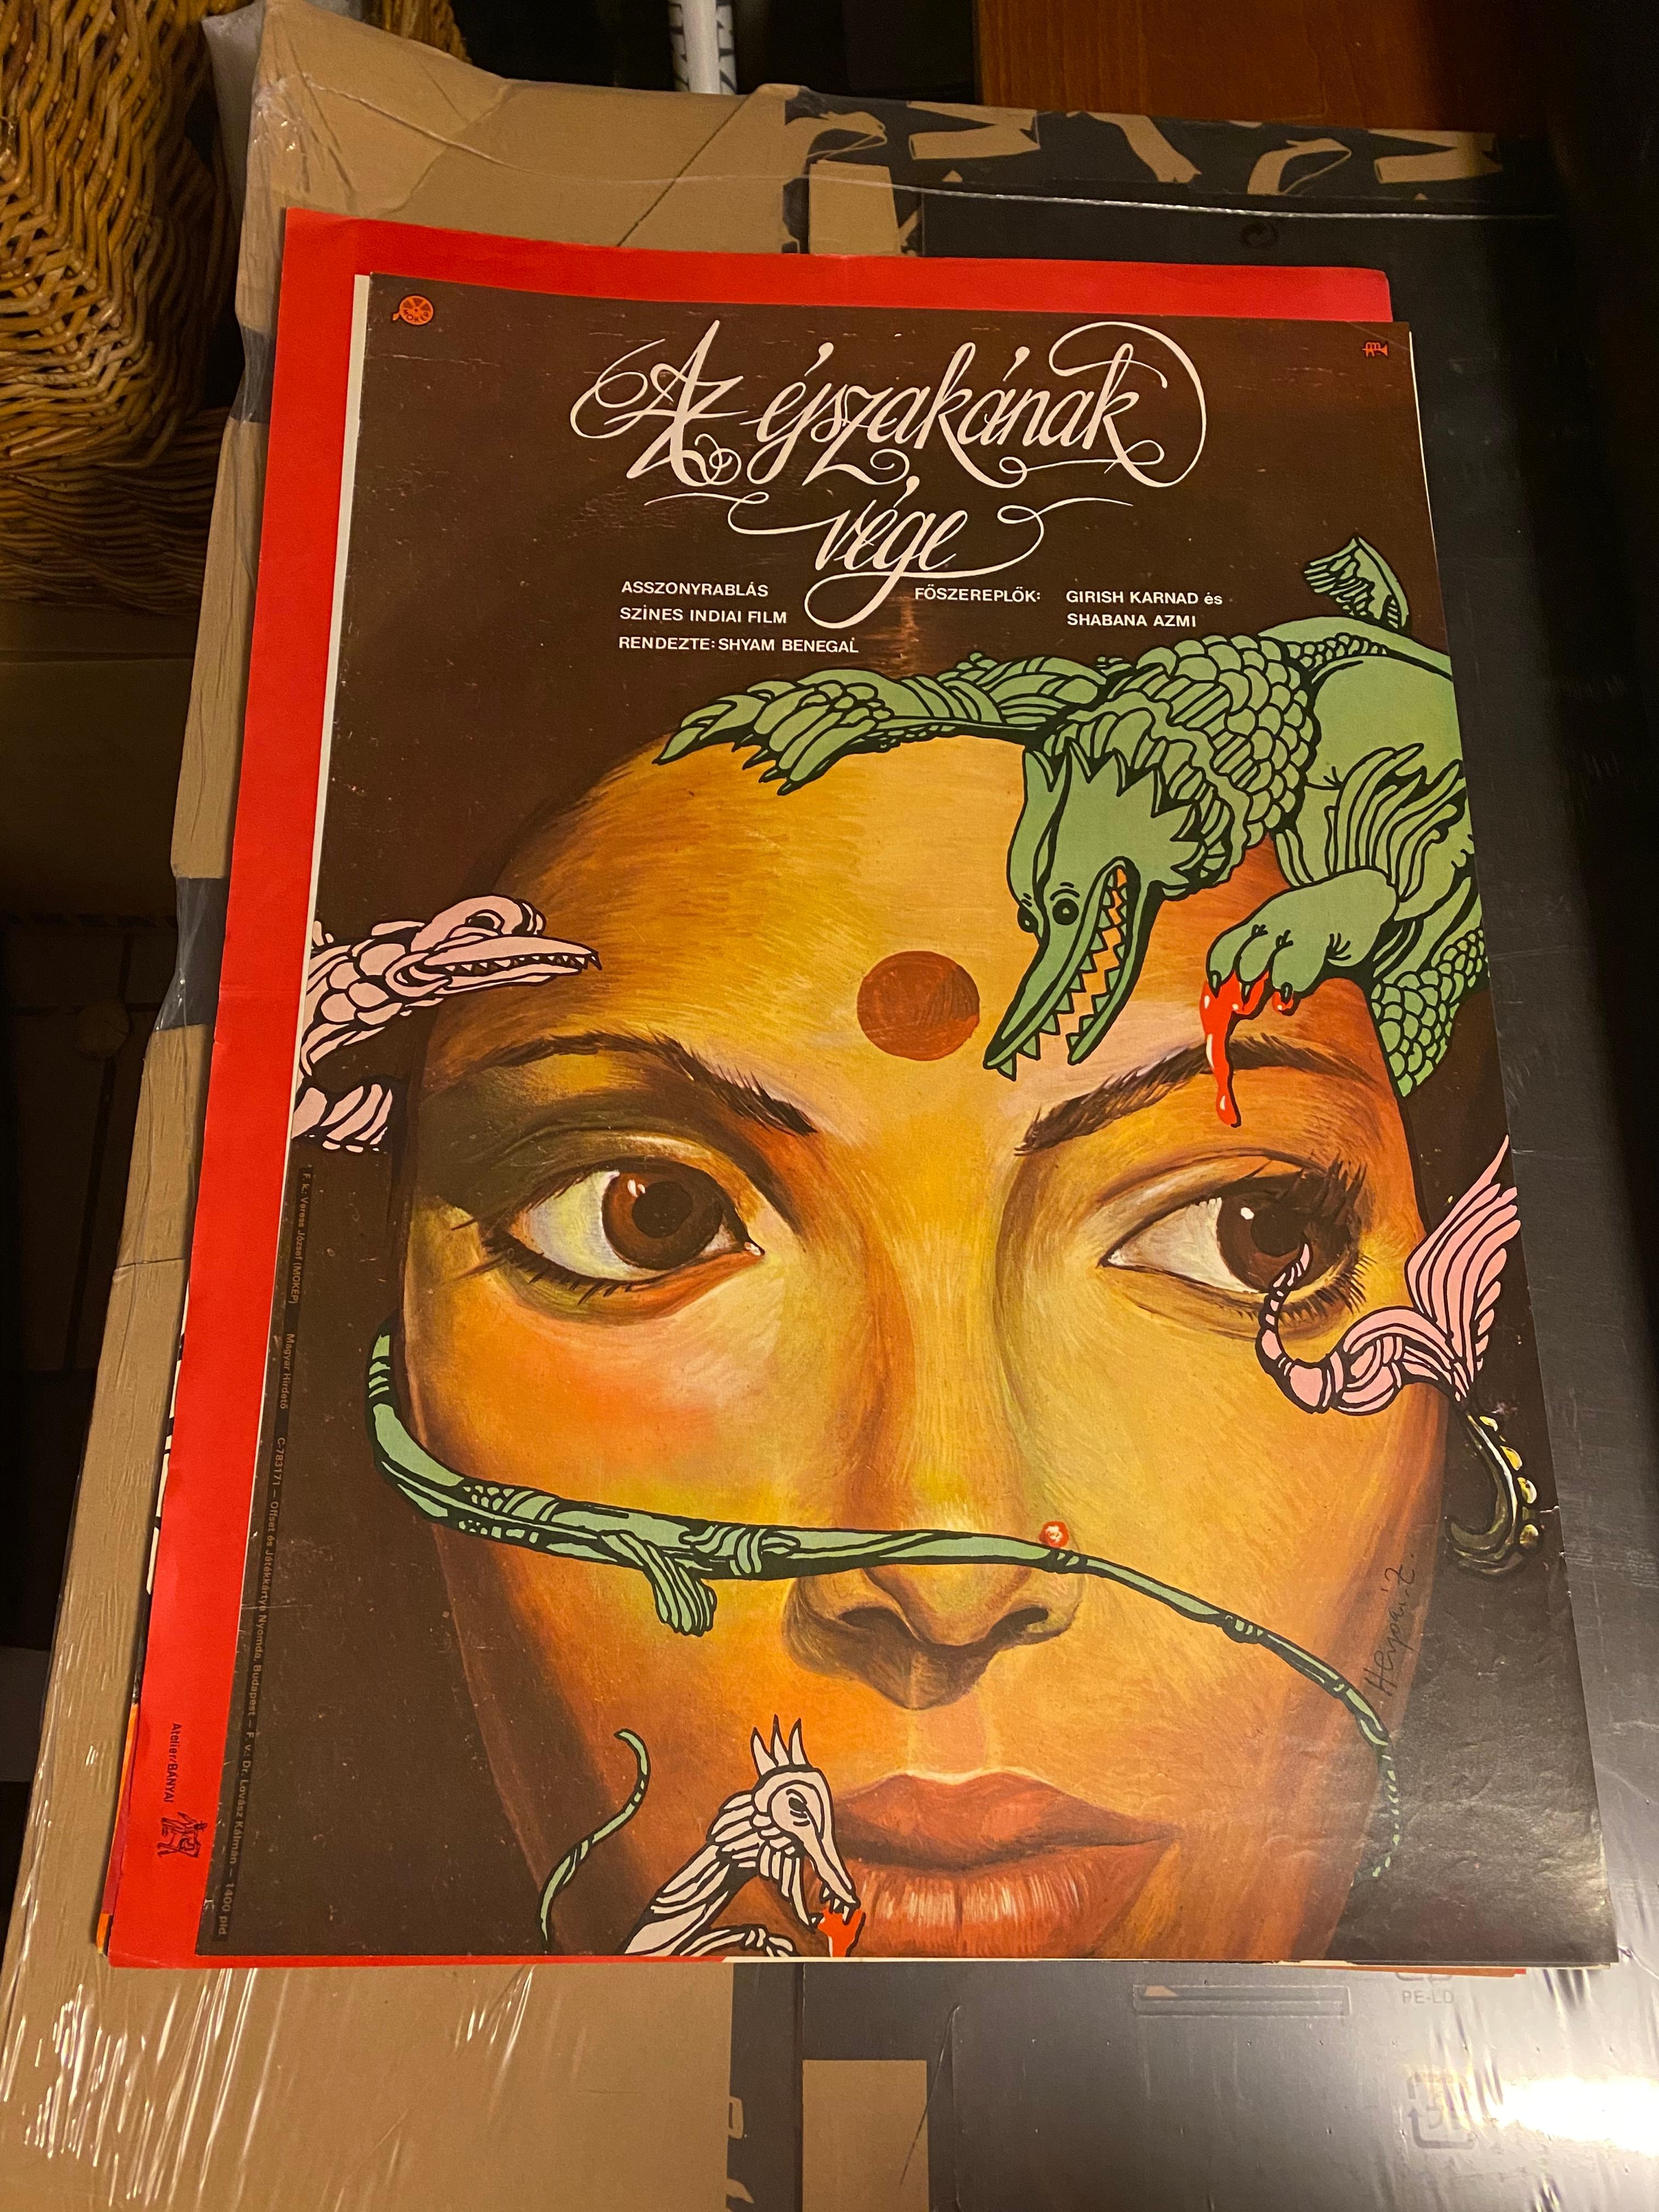 Az éjszakának
vége
ASSZONYRABLÁS
SZÍNES INDIAI FILM
RENDEZTE: SHYAM BENEGAL
FŐSZEREPLŐK: GIRISH KARNAD és
SHABANA AZMI
F. k.: Veress József (MOKÉP) Magyar Hirdető C-783171 — Offset és Játékkártya Nyomda, Budapest — F. v.: Dr. Lovász Kálmán — 1400 pld
Atelier/BÁNYAI
PE-LD